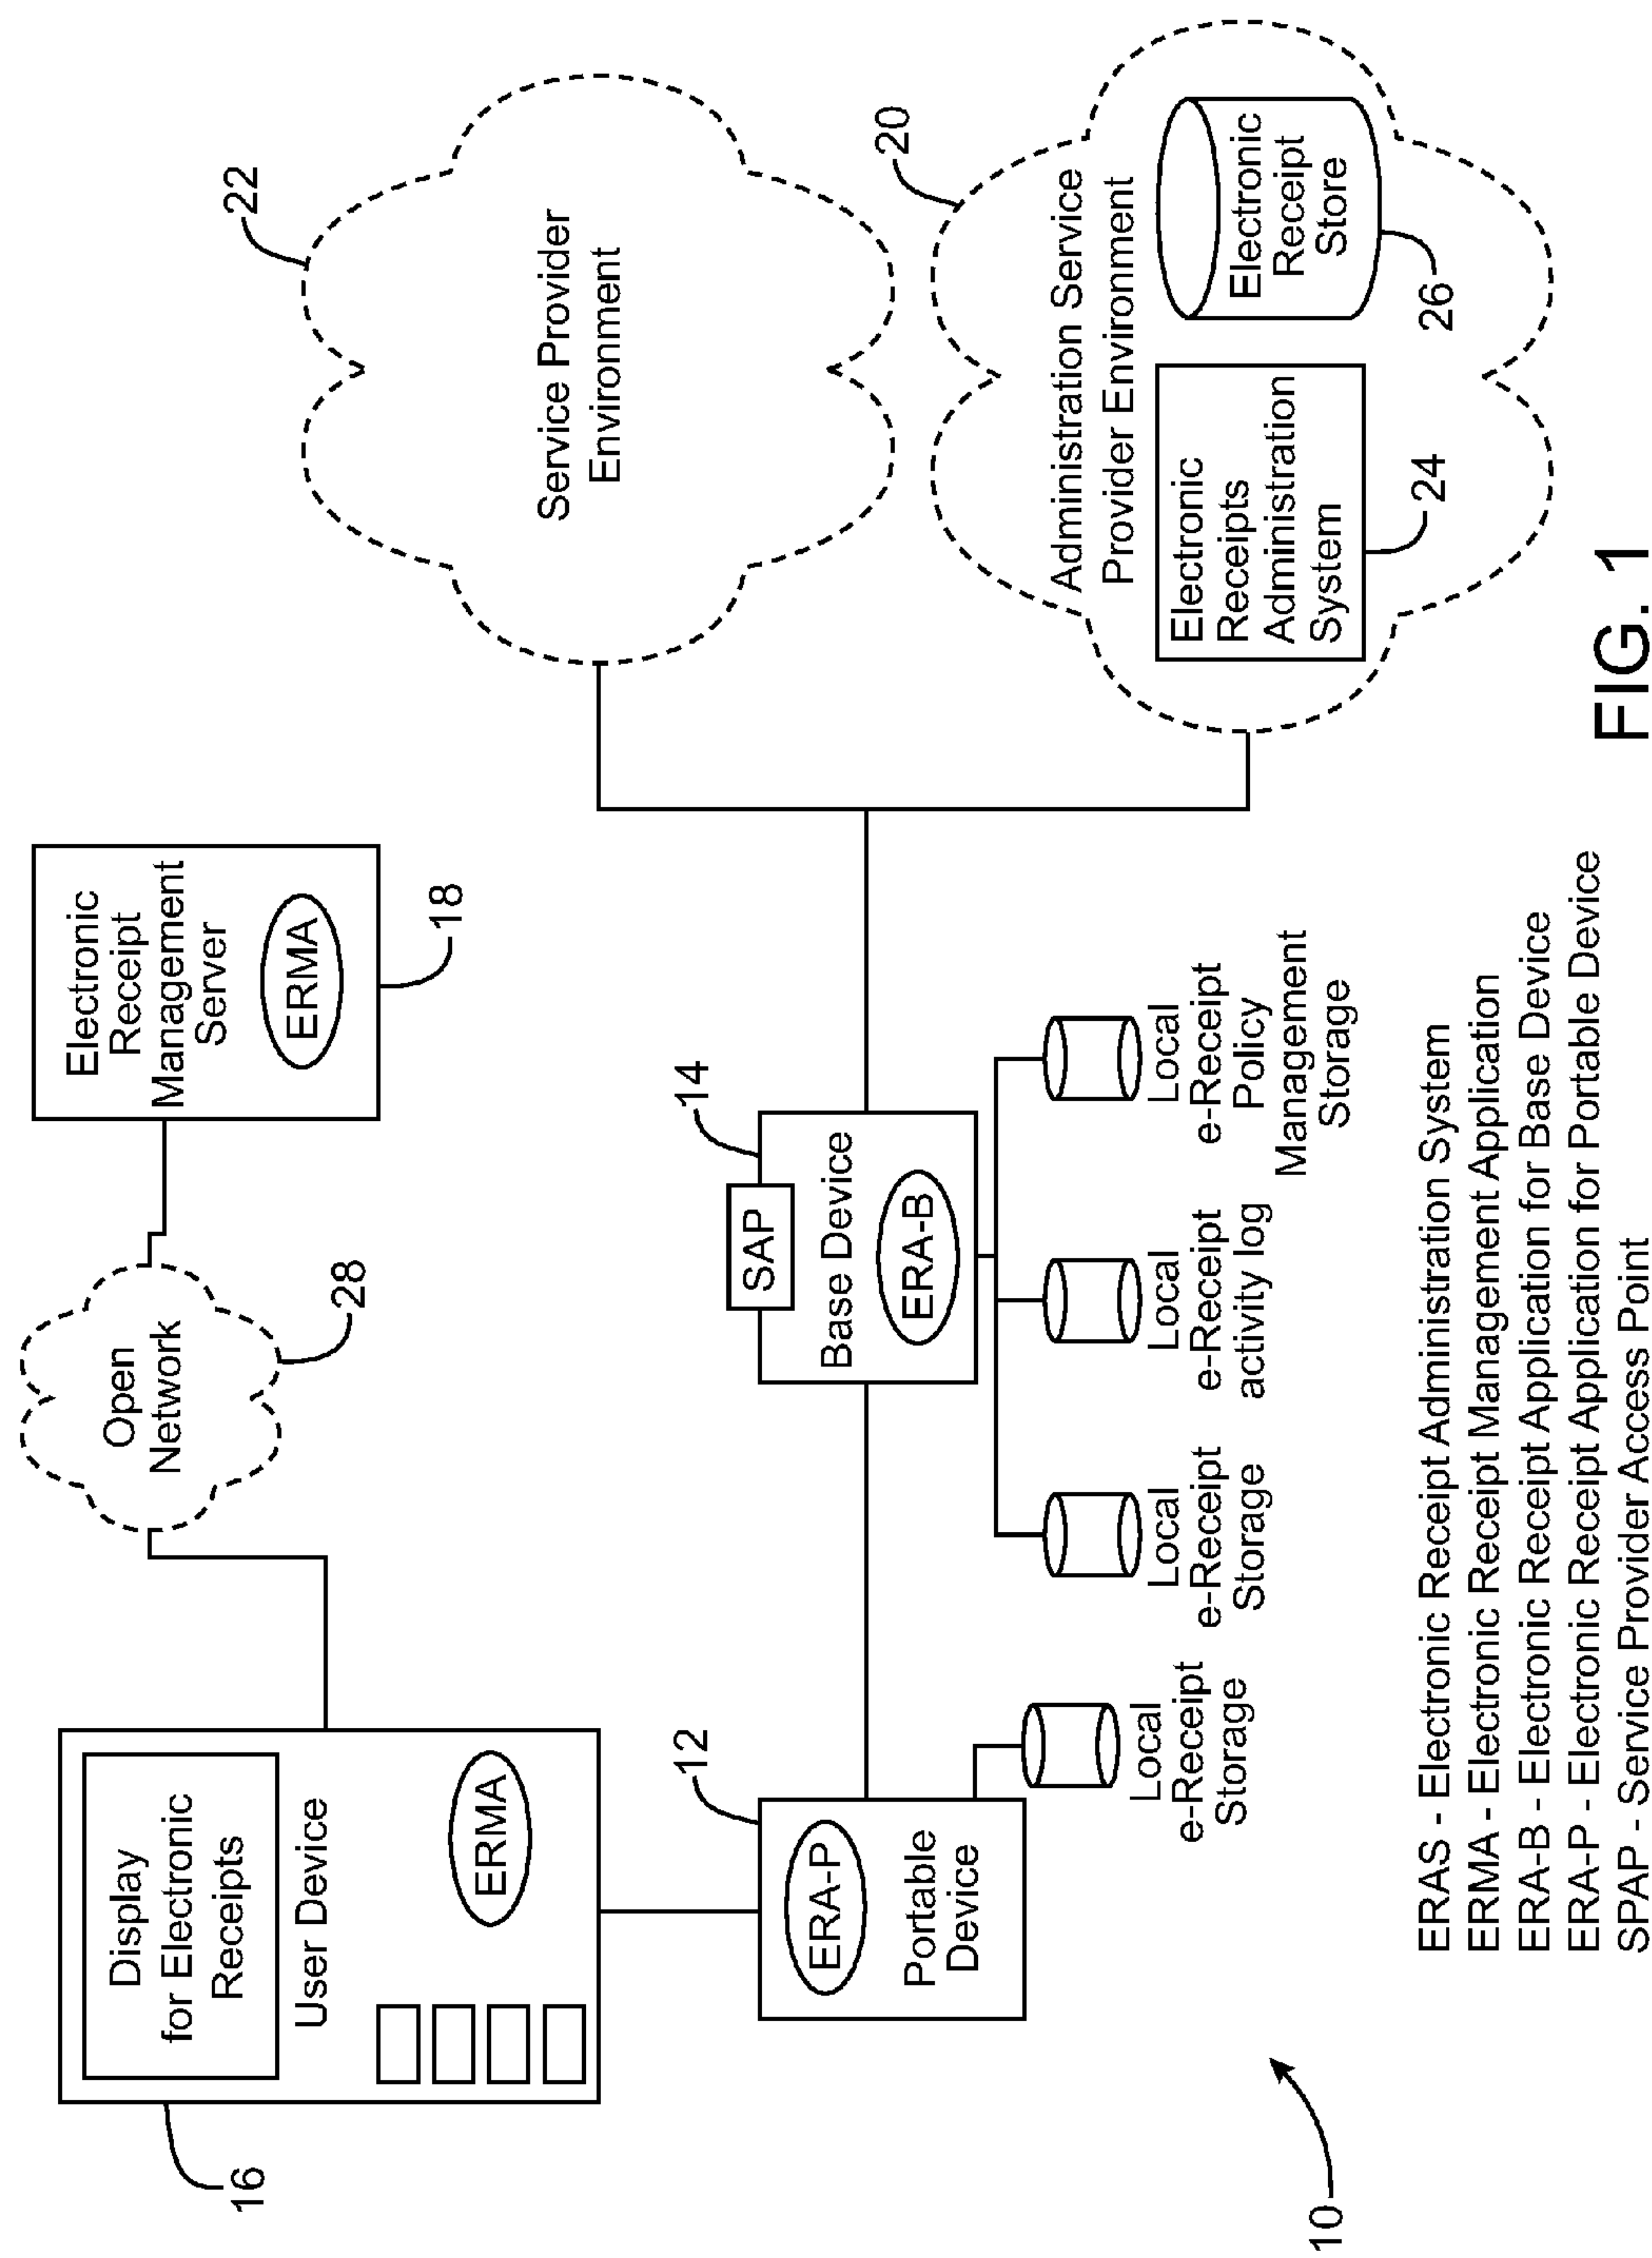 Display
for Electronic
Receipts
User Device
ERMA
16
Open
Network
28
Electronic
Receipt
Management
Server
ERMA
18
22
Service Provider
Environment
12
ERA-P
Portable
Device
Local
e-Receipt
Storage
14
SAP
Base Device
ERA-B
Local
e-Receipt
Storage
Local
e-Receipt
activity log
Local
e-Receipt
Policy
Management
Storage
20
Administration Service
Provider Environment
Electronic
Receipts
Administration
System
24
Electronic
Receipt
Store
26
10
ERAS - Electronic Receipt Administration System
ERMA - Electronic Receipt Management Application
ERA-B - Electronic Receipt Application for Base Device
ERA-P - Electronic Receipt Application for Portable Device
SPAP - Service Provider Access Point
FIG. 1